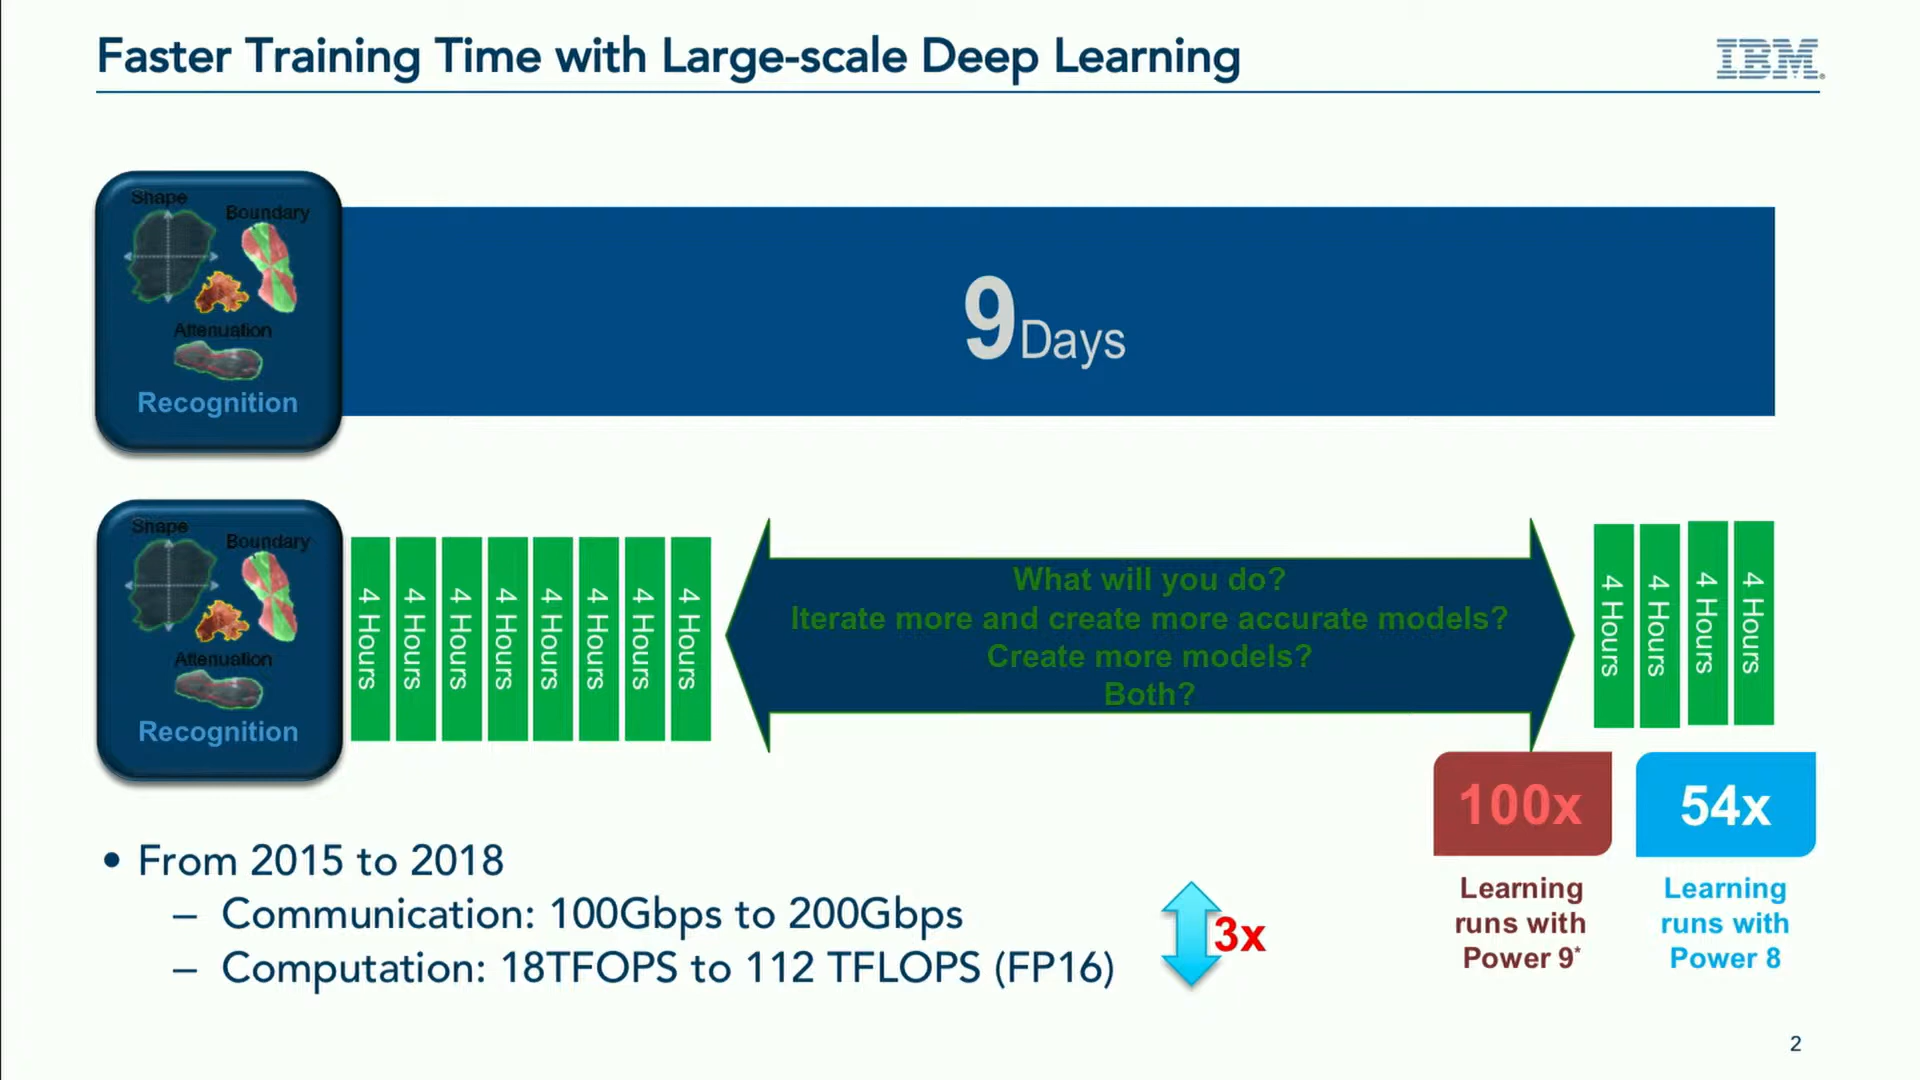 Faster Training Time with Large-scale Deep Learning
IBM®
Shape
Boundary
Attenuation
Recognition
9 Days
Shape
Boundary
Attenuation
Recognition
4 Hours
4 Hours
4 Hours
4 Hours
4 Hours
4 Hours
4 Hours
4 Hours
What will you do?
Iterate more and create more accurate models?
Create more models?
Both?
4 Hours
4 Hours
4 Hours
4 Hours
100x
Learning
runs with
Power 9*
54x
Learning
runs with
Power 8
• From 2015 to 2018
– Communication: 100Gbps to 200Gbps
– Computation: 18TFOPS to 112 TFLOPS (FP16)
3x
2